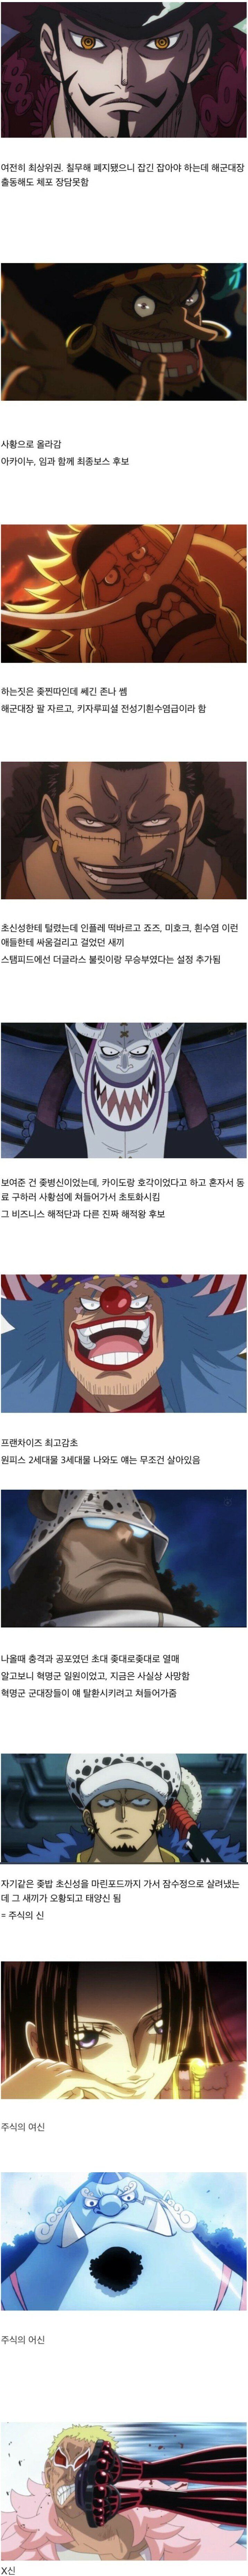 여전히 최상위권. 칠무해 폐지됐으니 잡긴 잡아야 하는데 해군대장
출동해도 체포 장담못함
사황으로 올라감
아카이누, 임과 함께 최종보스 후보
하는짓은 좆찐따인데 쎄긴 존나 쎔
해군대장 팔 자르고, 키자루피셜 전성기흰수염급이라 함
초신성한테 털렸는데 인플레 떡바르고 죠즈, 미호크, 흰수염 이런
애들한테 싸움걸리고 걸었던 새끼
스탬피드에선 더글라스 불릿이랑 무승부였다는 설정 추가됨
보여준 건 좆병신이었는데, 카이도랑 호각이었다고 하고 혼자서 동
료 구하러 사황섬에 쳐들어가서 초토화시킴
그 비즈니스 해적단과 다른 진짜 해적왕 후보
프랜차이즈 최고감초
원피스 2세대물 3세대물 나와도 얘는 무조건 살아있음
나올때 충격과 공포였던 초대 좆대로좆대로 열매
알고보니 혁명군 일원이었고, 지금은 사실상 사망함
혁명군 군대장들이 얘 탈환시키려고 쳐들어가줌
자기같은 좆밥 초신성을 마린포드까지 가서 잠수정으로 살려냈는
데 그 새끼가 오황되고 태양신 됨
= 주식의 신
주식의 여신
주식의 어신
X신